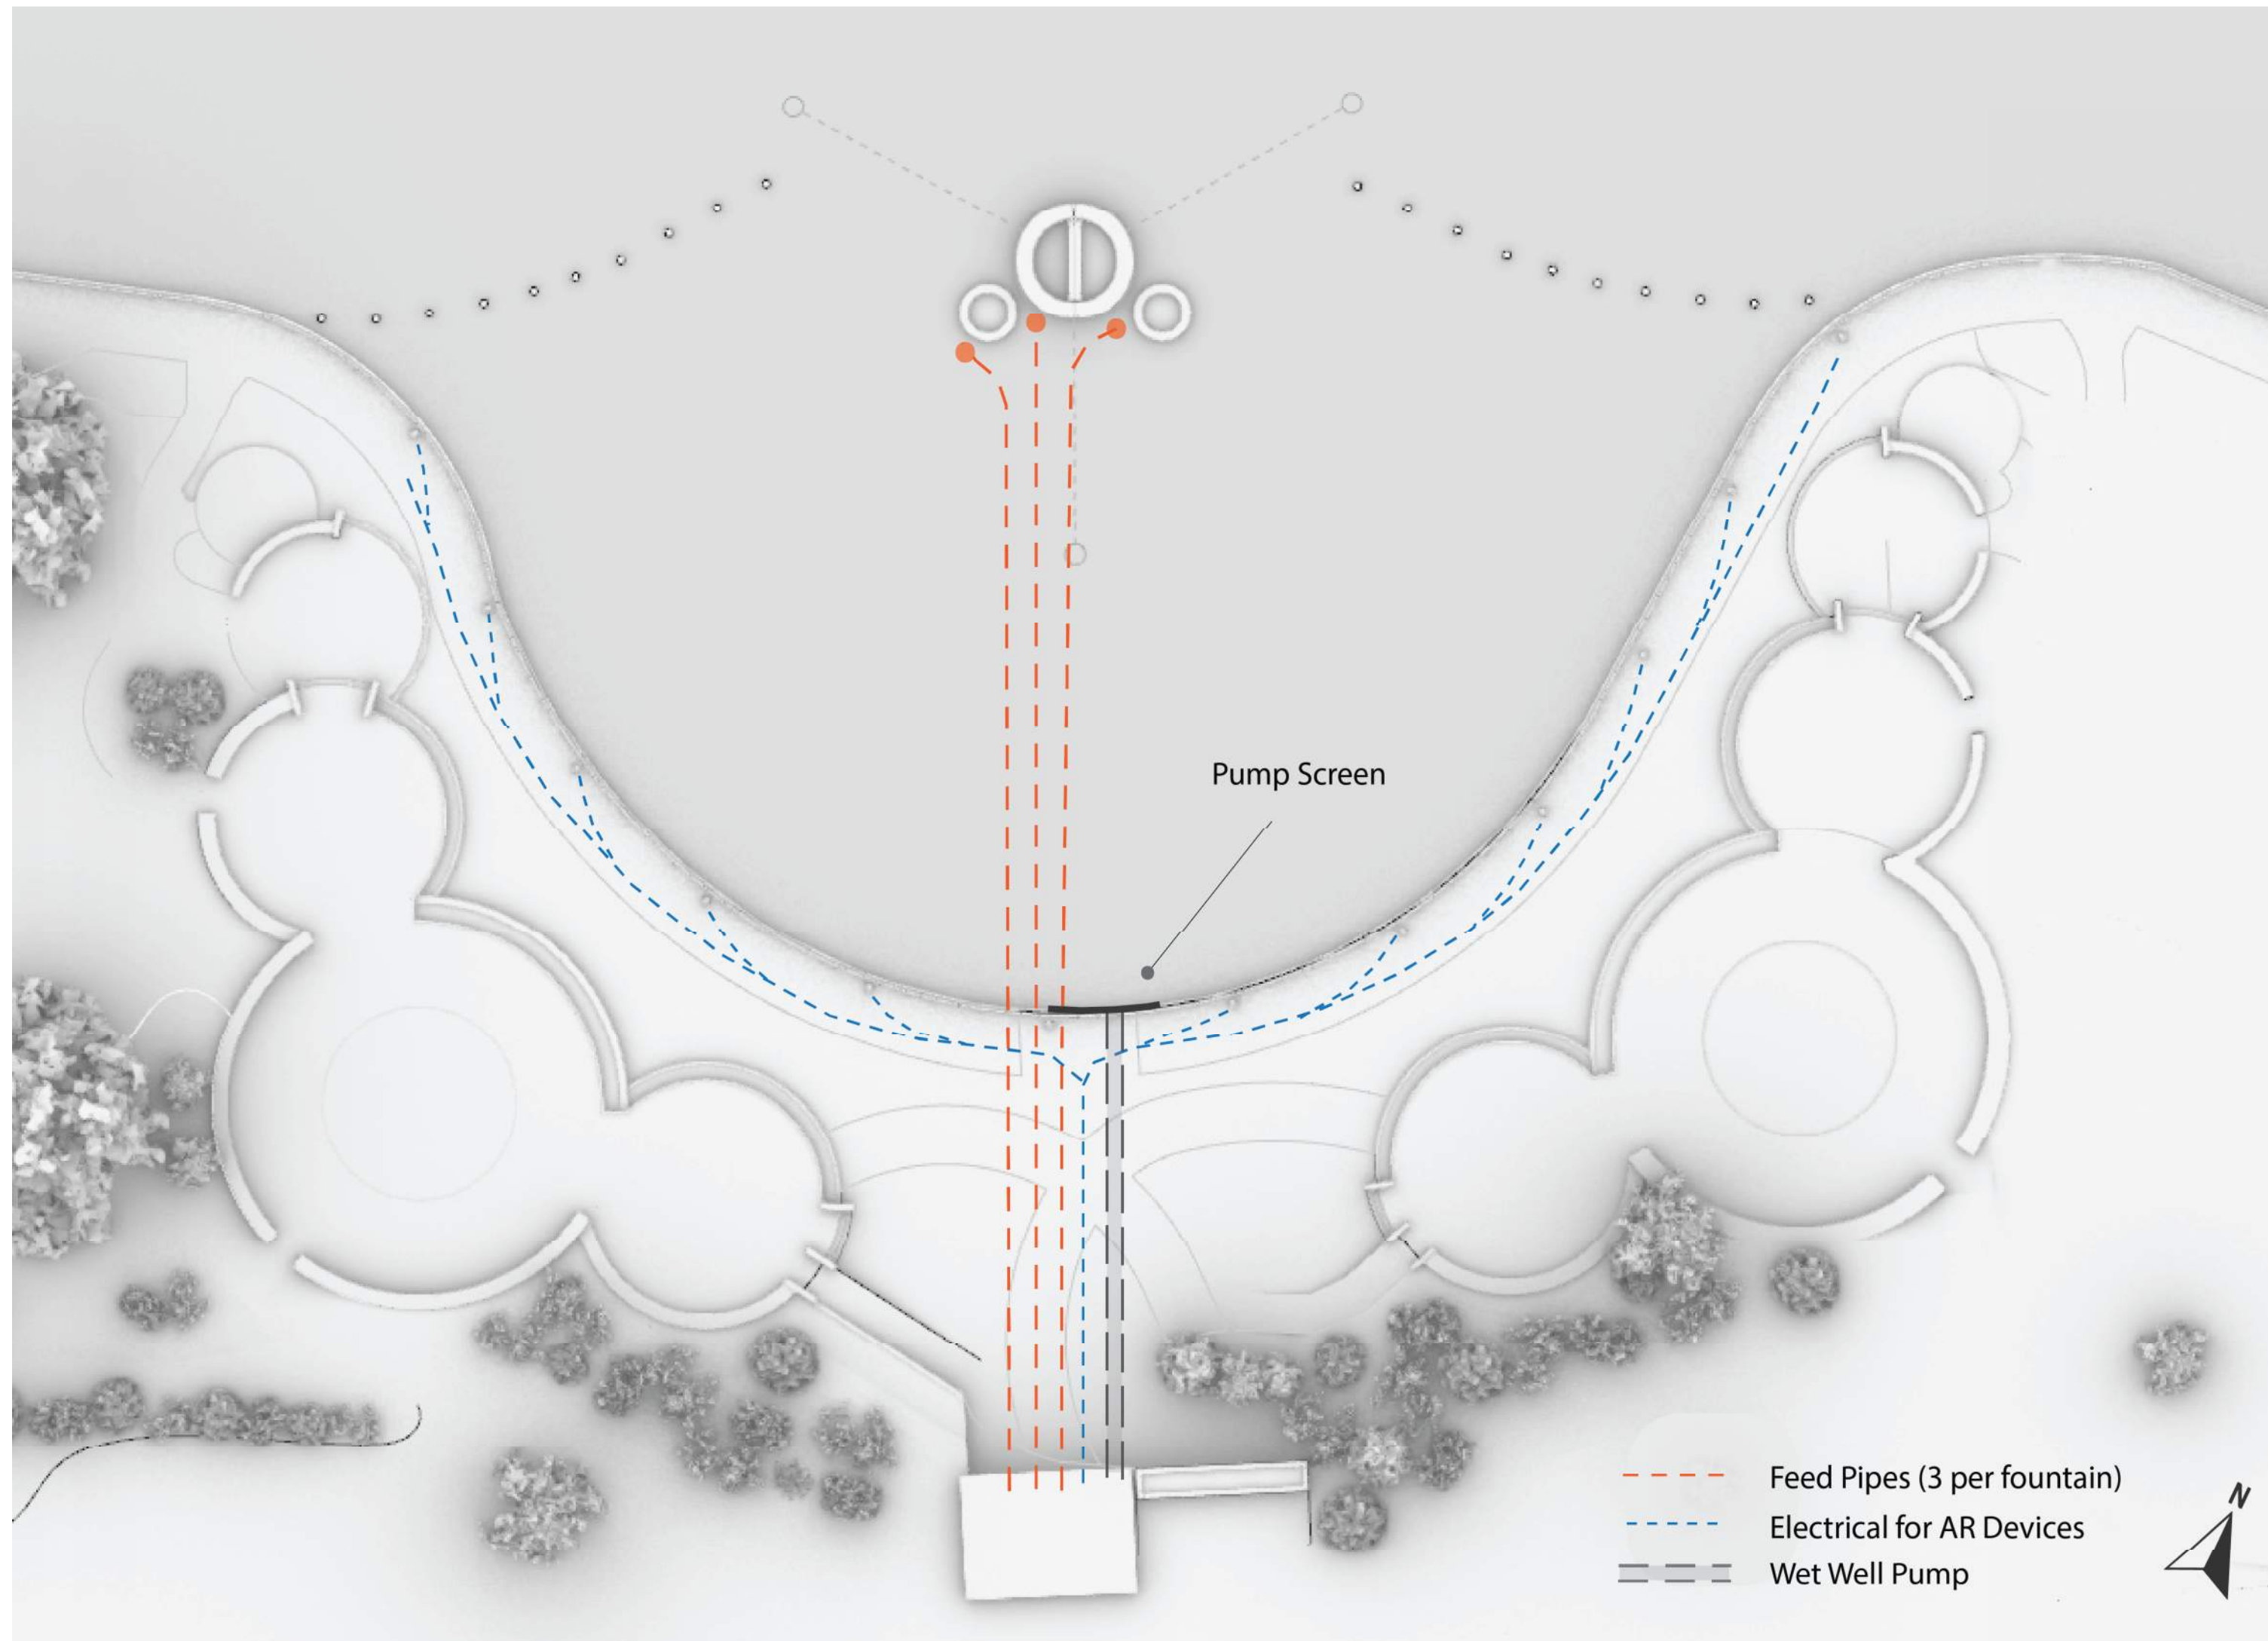 Pump Screen
Feed Pipes (3 per fountain)
Electrical for AR Devices
Wet Well Pump
N